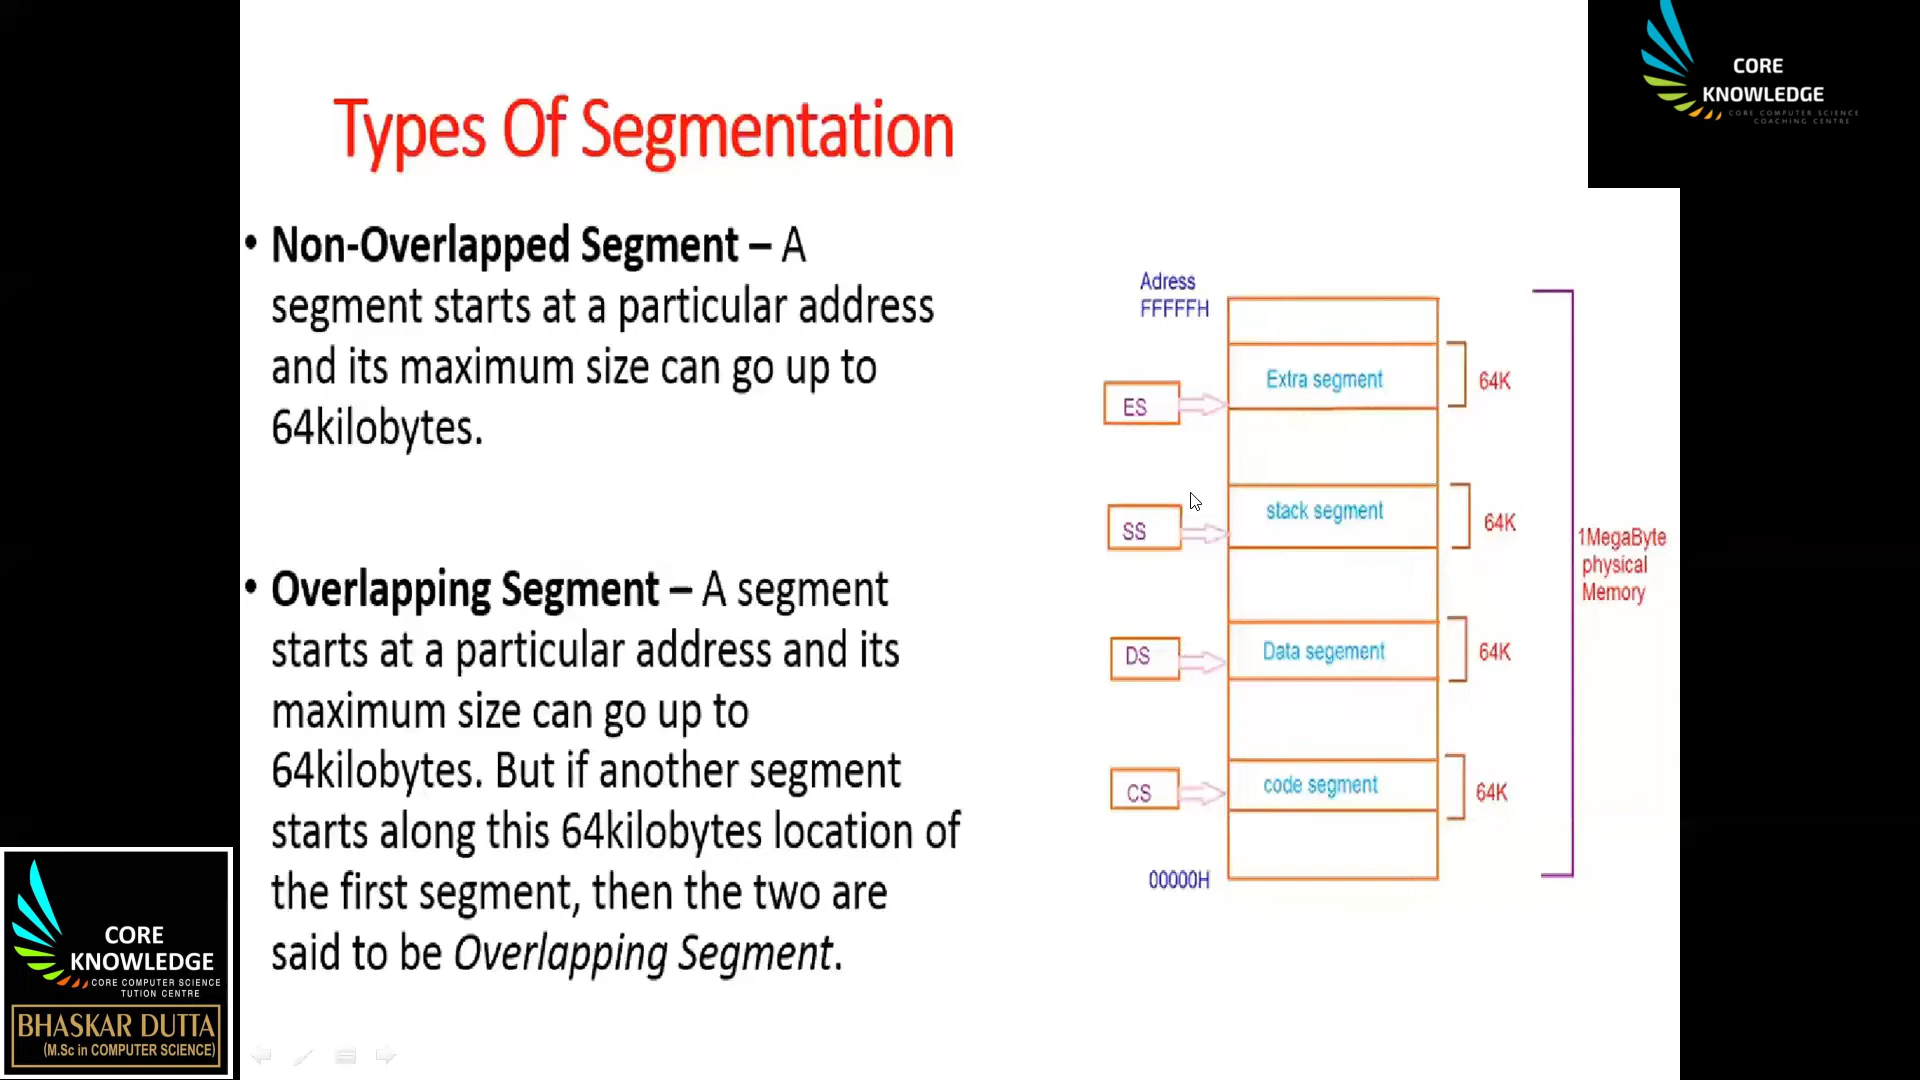 Types Of Segmentation
• Non-Overlapped Segment – A
segment starts at a particular address
and its maximum size can go up to
64kilobytes.
• Overlapping Segment – A segment
starts at a particular address and its
maximum size can go up to
64kilobytes. But if another segment
starts along this 64kilobytes location of
the first segment, then the two are
said to be Overlapping Segment.
Adress
FFFFFH
Extra segment
64K
ES
stack segment
64K
SS
1MegaByte
physical
Memory
Data segement
64K
DS
code segment
64K
CS
00000H
CORE
KNOWLEDGE
CORE COMPUTER SCIENCE
COACHING CENTRE
CORE
KNOWLEDGE
CORE COMPUTER SCIENCE
TUTION CENTRE
BHASKAR DUTTA
(M.Sc in COMPUTER SCIENCE)